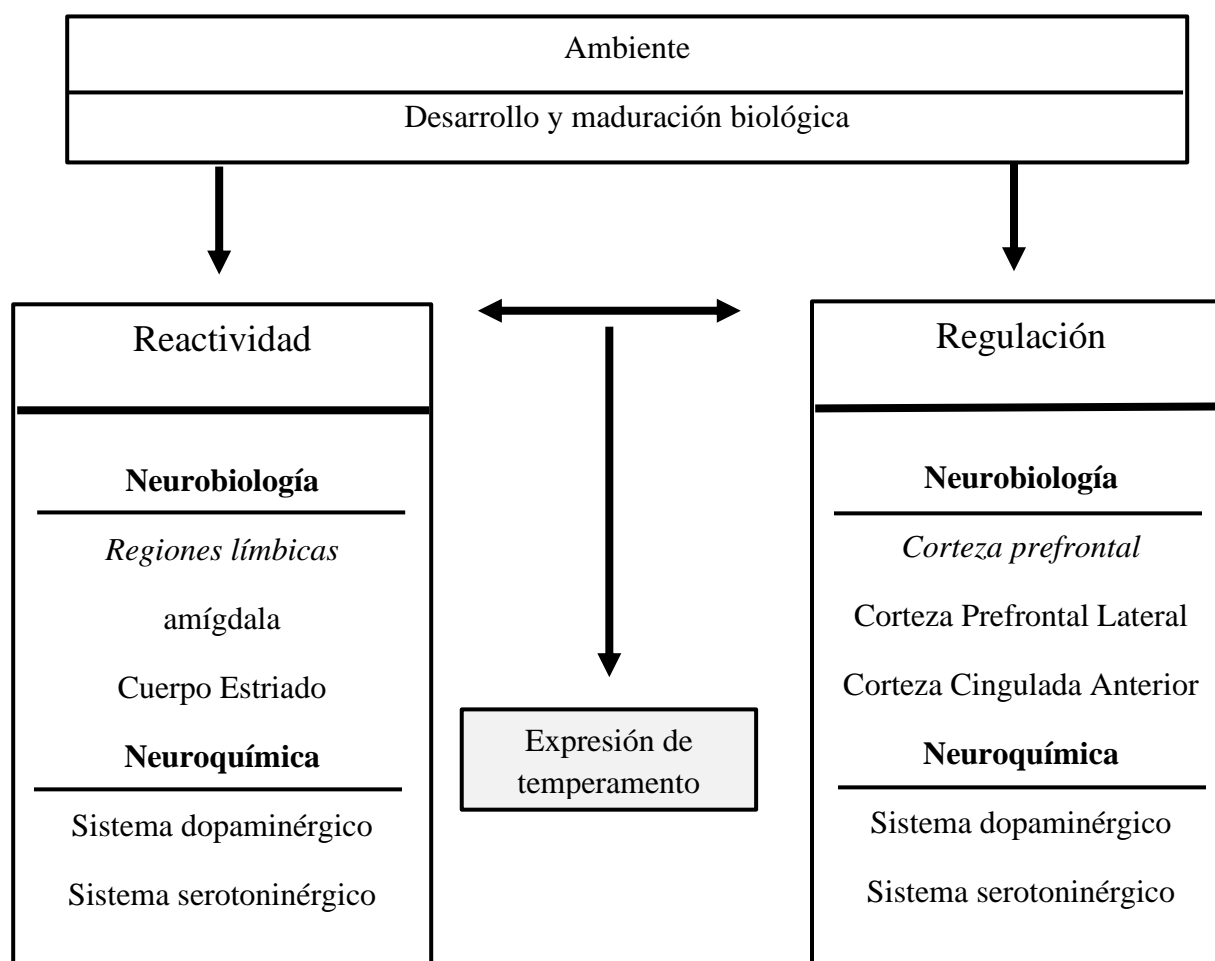 Ambiente
Desarrollo y maduración biológica
Reactividad
Neurobiología
Regiones límbicas
amígdala
Cuerpo Estriado
Neuroquímica
Sistema dopaminérgico
Sistema serotoninérgico
Expresión de
temperamento
Regulación
Neurobiología
Corteza prefrontal
Corteza Prefrontal Lateral
Corteza Cingulada Anterior
Neuroquímica
Sistema dopaminérgico
Sistema serotoninérgico